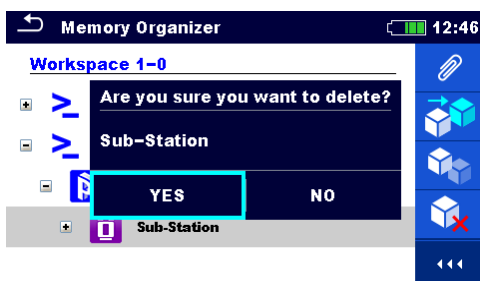 Memory Organizer 12:46
Workspace 1-0
Are you sure you want to delete?
Sub-Station
YES NO
Sub-Station